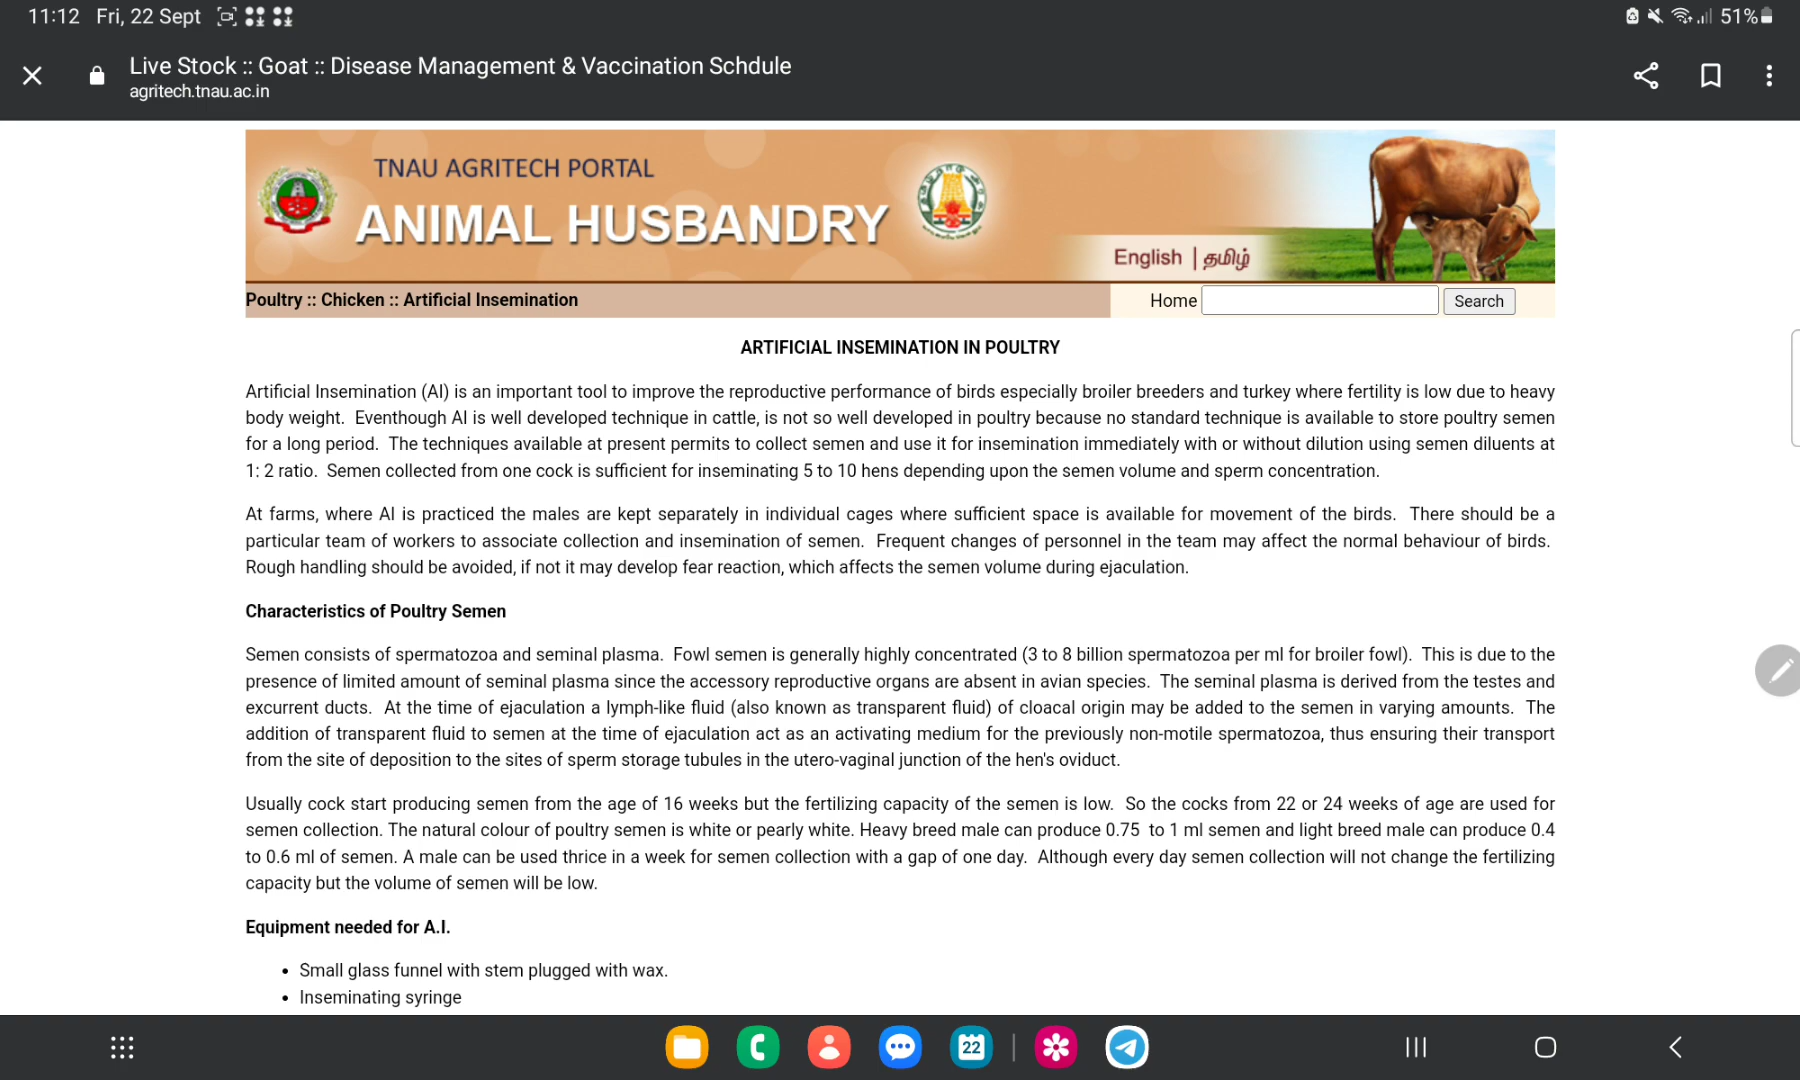 11:12 Fri, 22 Sept 51%
Live Stock :: Goat :: Disease Management & Vaccination Schdule
agritech.tnau.ac.in
TNAU AGRITECH PORTAL
ANIMAL HUSBANDRY
English | தமிழ்
Poultry :: Chicken :: Artificial Insemination Home Search
ARTIFICIAL INSEMINATION IN POULTRY
Artificial Insemination (AI) is an important tool to improve the reproductive performance of birds especially broiler breeders and turkey where fertility is low due to heavy
body weight. Eventhough AI is well developed technique in cattle, is not so well developed in poultry because no standard technique is available to store poultry semen
for a long period. The techniques available at present permits to collect semen and use it for insemination immediately with or without dilution using semen diluents at
1: 2 ratio. Semen collected from one cock is sufficient for inseminating 5 to 10 hens depending upon the semen volume and sperm concentration.
At farms, where AI is practiced the males are kept separately in individual cages where sufficient space is available for movement of the birds. There should be a
particular team of workers to associate collection and insemination of semen. Frequent changes of personnel in the team may affect the normal behaviour of birds.
Rough handling should be avoided, if not it may develop fear reaction, which affects the semen volume during ejaculation.
Characteristics of Poultry Semen
Semen consists of spermatozoa and seminal plasma. Fowl semen is generally highly concentrated (3 to 8 billion spermatozoa per ml for broiler fowl). This is due to the
presence of limited amount of seminal plasma since the accessory reproductive organs are absent in avian species. The seminal plasma is derived from the testes and
excurrent ducts. At the time of ejaculation a lymph-like fluid (also known as transparent fluid) of cloacal origin may be added to the semen in varying amounts. The
addition of transparent fluid to semen at the time of ejaculation act as an activating medium for the previously non-motile spermatozoa, thus ensuring their transport
from the site of deposition to the sites of sperm storage tubules in the utero-vaginal junction of the hen's oviduct.
Usually cock start producing semen from the age of 16 weeks but the fertilizing capacity of the semen is low. So the cocks from 22 or 24 weeks of age are used for
semen collection. The natural colour of poultry semen is white or pearly white. Heavy breed male can produce 0.75 to 1 ml semen and light breed male can produce 0.4
to 0.6 ml of semen. A male can be used thrice in a week for semen collection with a gap of one day. Although every day semen collection will not change the fertilizing
capacity but the volume of semen will be low.
Equipment needed for A.I.
• Small glass funnel with stem plugged with wax.
• Inseminating syringe
22